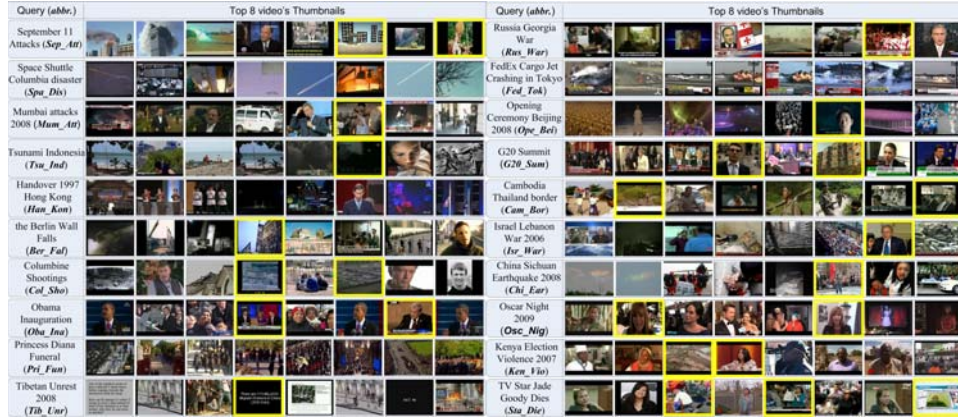 Query (abbr.)
Top 8 video's Thumbnails
September 11
Attacks (Sep_Att)
Space Shuttle
Columbia disaster
(Spa_Dis)
Mumbai attacks
2008 (Mum_Att)
Tsunami Indonesia
(Tsu_Ind)
Handover 1997
Hong Kong
(Han_Kon)
the Berlin Wall
Falls
(Ber_Fal)
Columbine
Shootings
(Col_Sho)
Obama
Inauguration
(Oba_Ina)
Princess Diana
Funeral
(Pri_Fun)
Tibetan Unrest
2008
(Tib_Unr)
Query (abbr.)
Top 8 video's Thumbnails
Russia Georgia
War
(Rus_War)
FedEx Cargo Jet
Crashing in Tokyo
(Fed_Tok)
Opening
Ceremony Beijing
2008 (Ope_Bei)
G20 Summit
(G20_Sum)
Cambodia
Thailand border
(Cam_Bor)
Israel Lebanon
War 2006
(Isr_War)
China Sichuan
Earthquake 2008
(Chi_Ear)
Oscar Night
2009
(Osc_Nig)
Kenya Election
Violence 2007
(Ken_Vio)
TV Star Jade
Goody Dies
(Sta_Die)